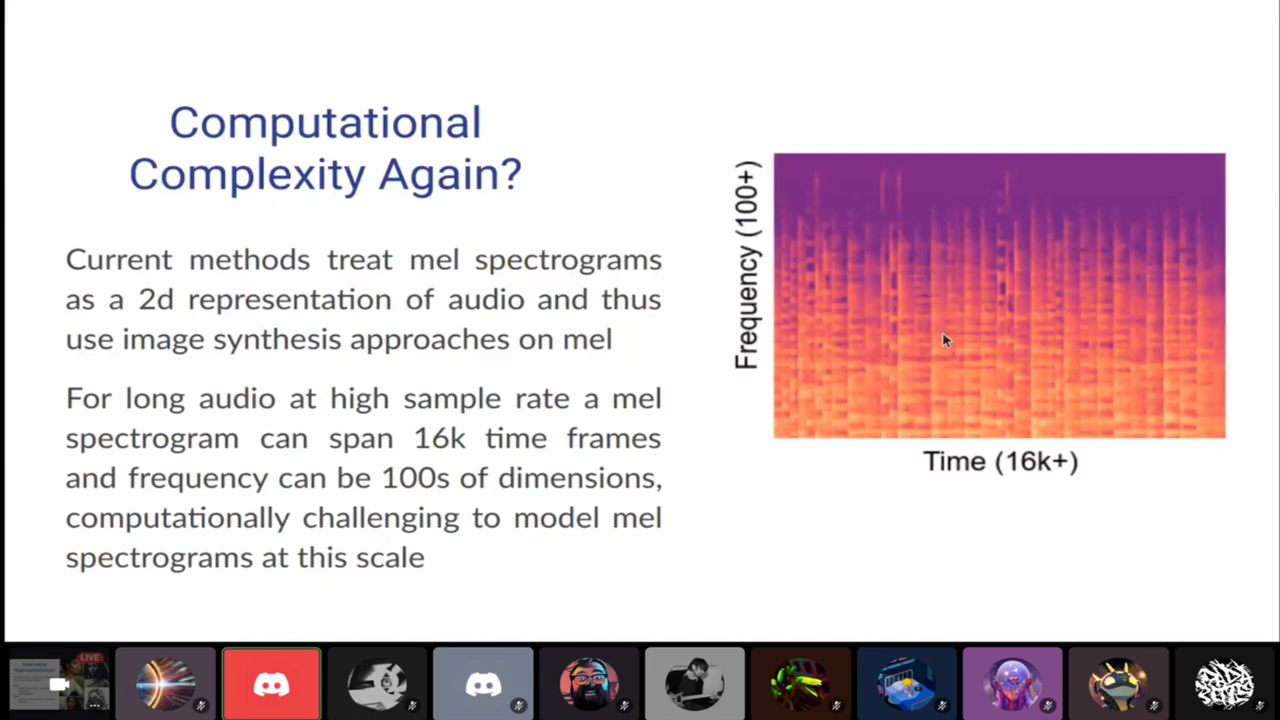 Computational
Complexity Again?
Current methods treat mel spectrograms
as a 2d representation of audio and thus
use image synthesis approaches on mel
For long audio at high sample rate a mel
spectrogram can span 16k time frames
and frequency can be 100s of dimensions,
computationally challenging to model mel
spectrograms at this scale
Frequency (100+)
Time (16k+)
LIVE